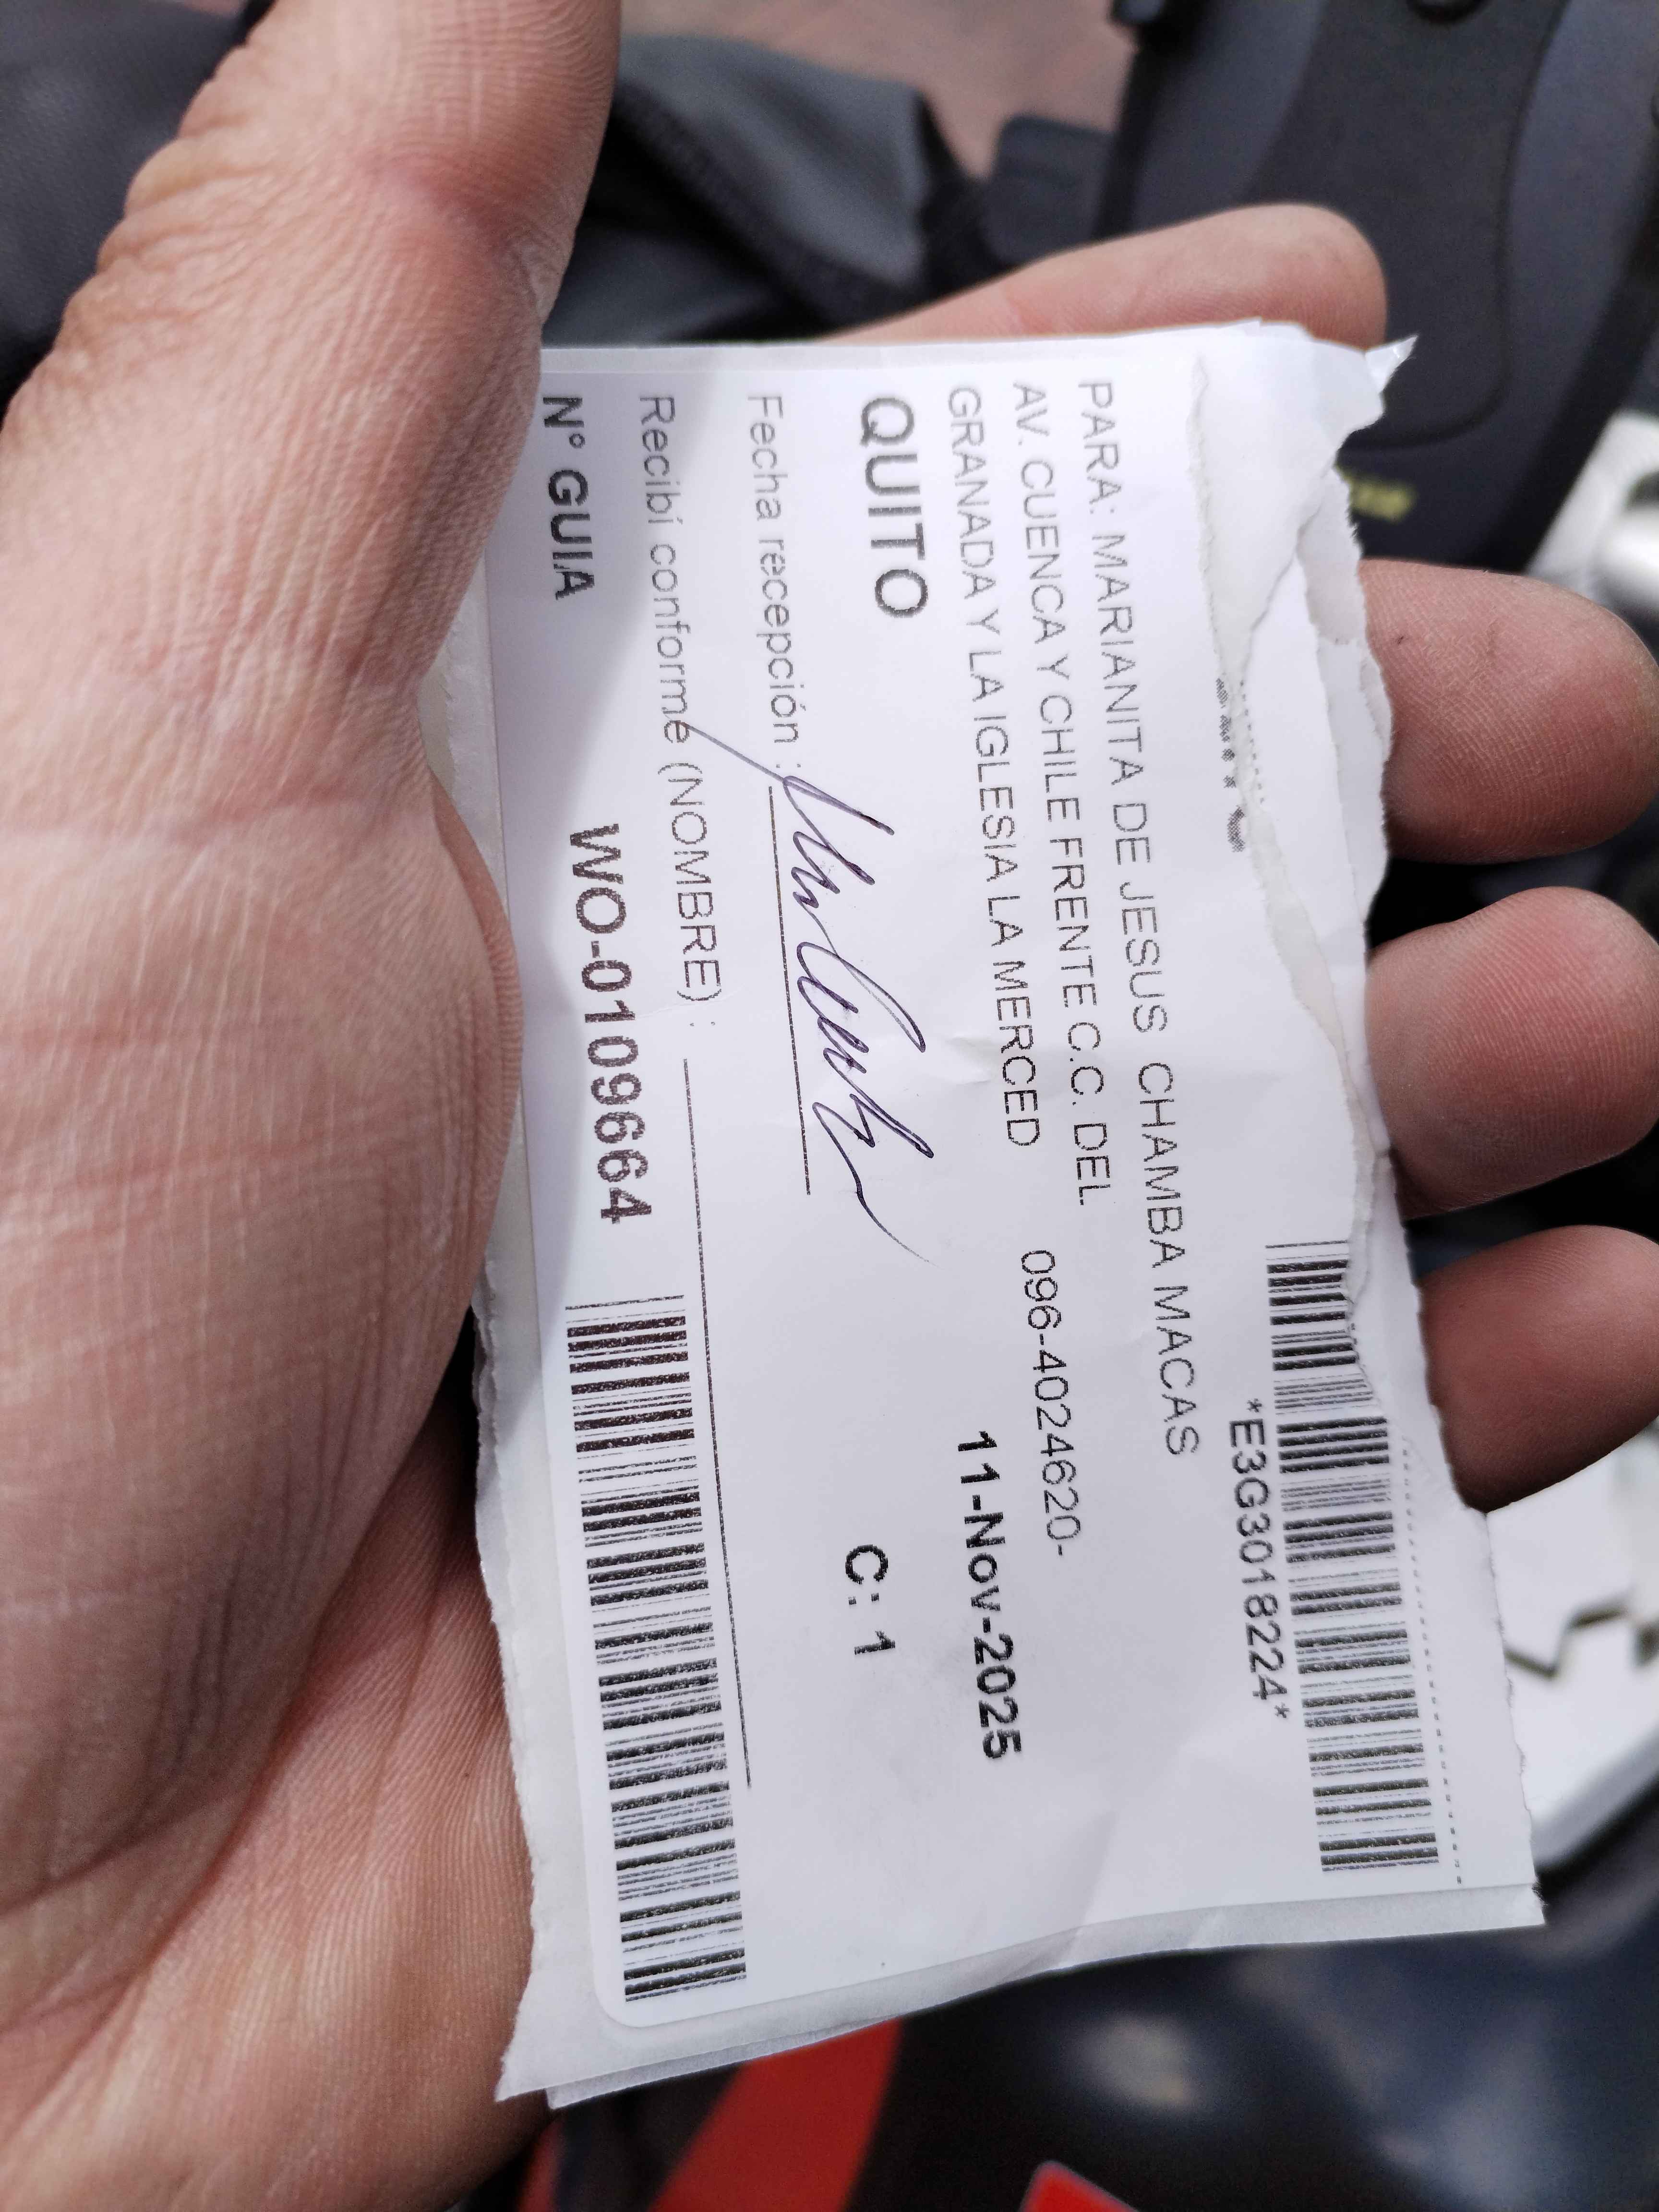 *E3G3018224*
PARA: MARIANITA DE JESUS CHAMBA MACAS
AV. CUENCA Y CHILE FRENTE C.C. DEL
GRANADA Y LA IGLESIA LA MERCED 096-4024620-
QUITO 11-Nov-2025
C: 1
Fecha recepción :
Recibí conforme (NOMBRE) :
N° GUIA WO-0109664